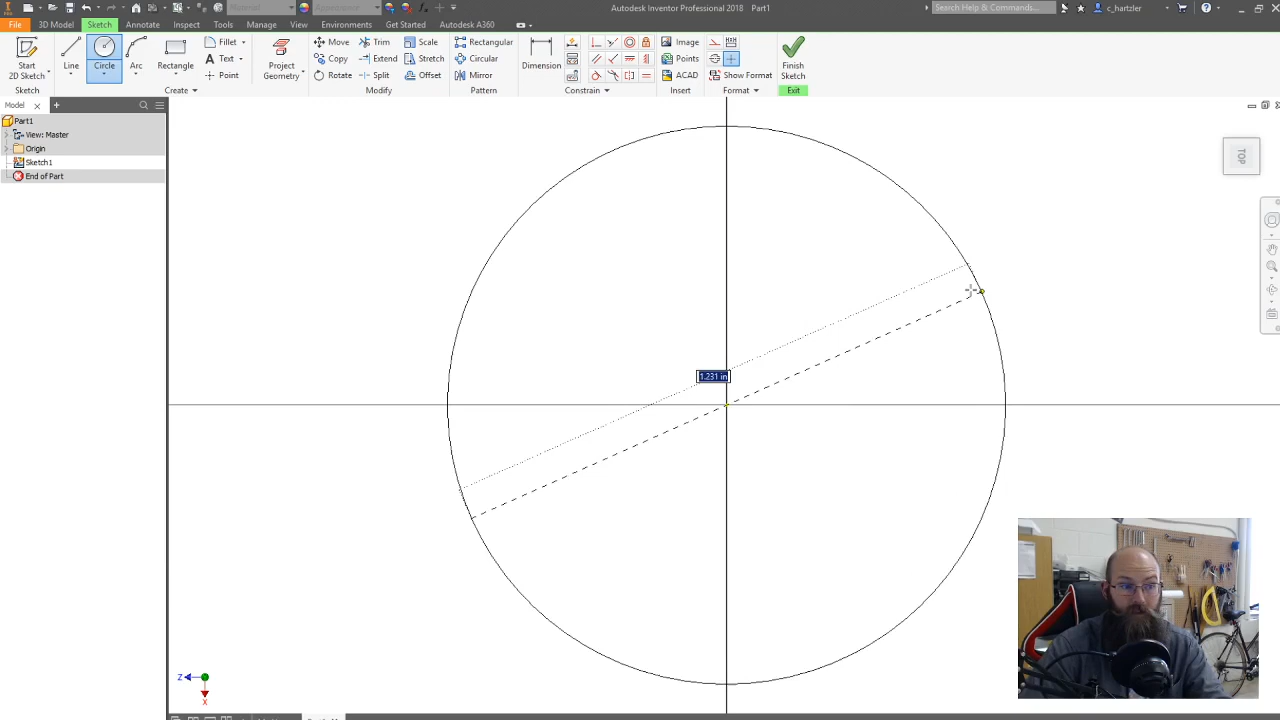 Material
Appearance
Autodesk Inventor Professional 2018 Part1
Search Help & Commands...
c_hartzler
File
3D Model
Sketch
Annotate
Inspect
Tools
Manage
View
Environments
Get Started
Autodesk A360
Start
2D Sketch
Sketch
Line
Circle
Arc
Rectangle
Fillet
Text
Point
Create
Project
Geometry
Move
Copy
Rotate
Trim
Extend
Split
Scale
Stretch
Offset
Modify
Rectangular
Circular
Mirror
Pattern
Dimension
Constrain
Image
Points
ACAD
Insert
Show Format
Format
Finish
Sketch
Exit
Model
Part1
View: Master
Origin
Sketch1
End of Part
TOP
1.231 in
Z
X